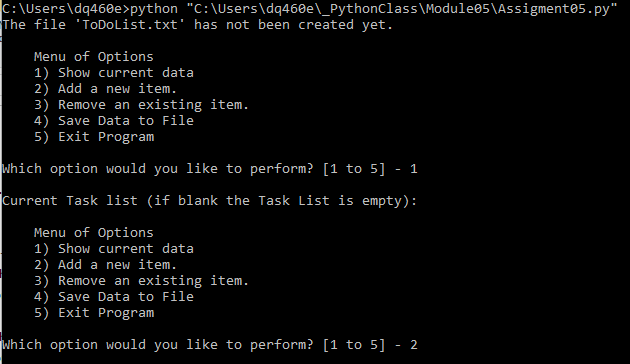 C:\Users\dq460e>python "C:\Users\dq460e\_PythonClass\Module05\Assigment05.py"
The file 'ToDoList.txt' has not been created yet.
Menu of Options
1) Show current data
2) Add a new item.
3) Remove an existing item.
4) Save Data to File
5) Exit Program
Which option would you like to perform? [1 to 5] - 1
Current Task list (if blank the Task List is empty):
Menu of Options
1) Show current data
2) Add a new item.
3) Remove an existing item.
4) Save Data to File
5) Exit Program
Which option would you like to perform? [1 to 5] - 2